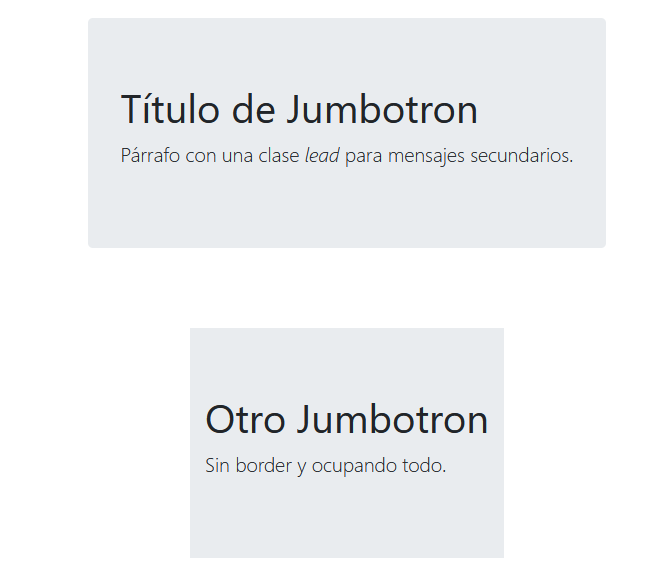 Título de Jumbotron
Párrafo con una clase lead para mensajes secundarios.
Otro Jumbotron
Sin border y ocupando todo.